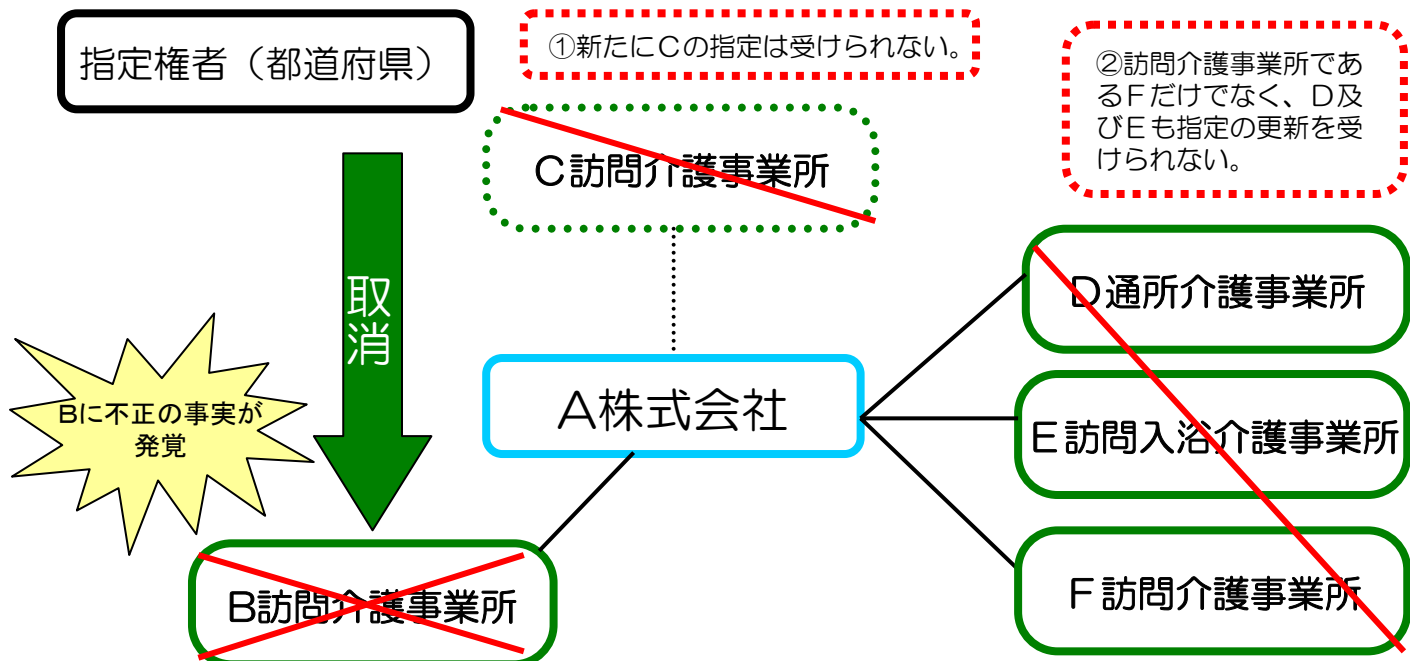 指定権者（都道府県）
①新たにＣの指定は受けられない。
②訪問介護事業所であ
るＦだけでなく、Ｄ及
びＥも指定の更新を受
けられない。
Ｃ訪問介護事業所
取消
Ｄ通所介護事業所
Ａ株式会社
Ｅ訪問入浴介護事業所
Ｂに不正の事実が
発覚
Ｂ訪問介護事業所
Ｆ訪問介護事業所